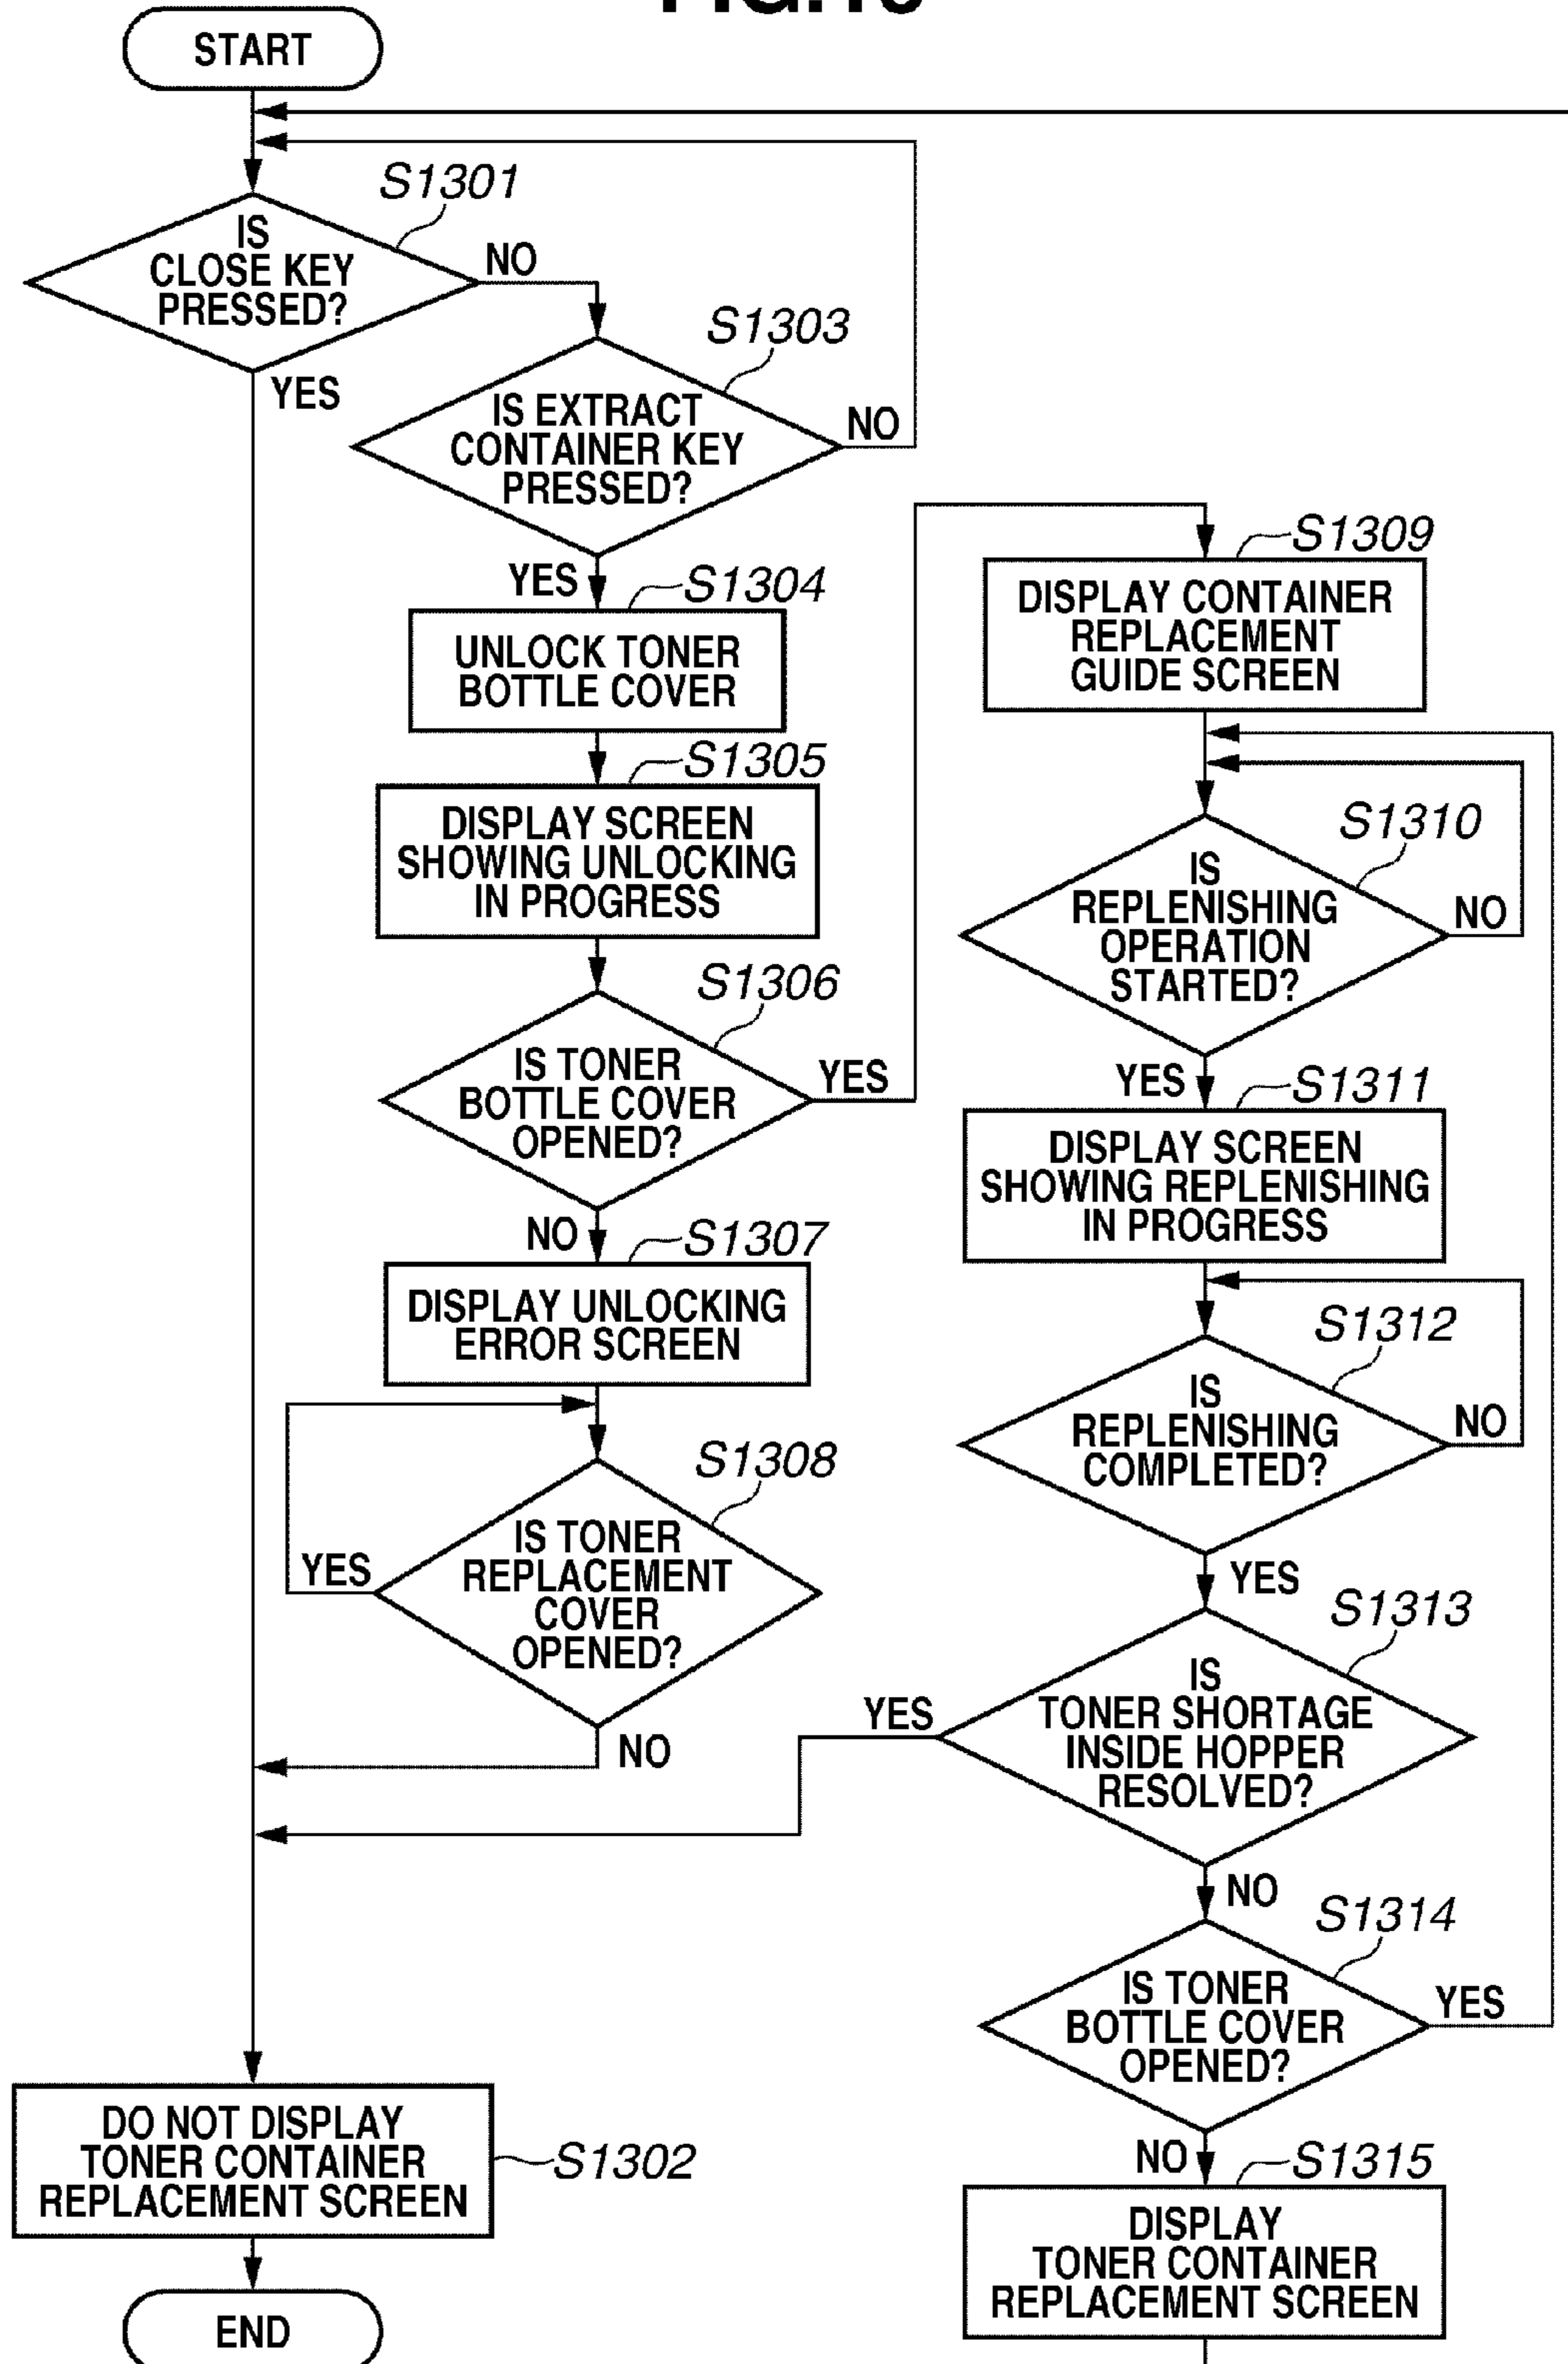 START
S1301
IS
CLOSE KEY
PRESSED?
NO
YES
S1303
IS EXTRACT
CONTAINER KEY
PRESSED?
NO
YES
S1304
UNLOCK TONER
BOTTLE COVER
S1305
DISPLAY SCREEN
SHOWING UNLOCKING
IN PROGRESS
S1306
IS TONER
BOTTLE COVER
OPENED?
YES
NO
S1307
DISPLAY UNLOCKING
ERROR SCREEN
S1308
IS TONER
REPLACEMENT
COVER
OPENED?
YES
NO
S1309
DISPLAY CONTAINER
REPLACEMENT
GUIDE SCREEN
S1310
IS
REPLENISHING
OPERATION
STARTED?
NO
YES
S1311
DISPLAY SCREEN
SHOWING REPLENISHING
IN PROGRESS
S1312
IS
REPLENISHING
COMPLETED?
NO
YES
S1313
IS
TONER SHORTAGE
INSIDE HOPPER
RESOLVED?
YES
NO
S1314
IS TONER
BOTTLE COVER
OPENED?
YES
NO
S1315
DISPLAY
TONER CONTAINER
REPLACEMENT SCREEN
DO NOT DISPLAY
TONER CONTAINER
REPLACEMENT SCREEN
S1302
END